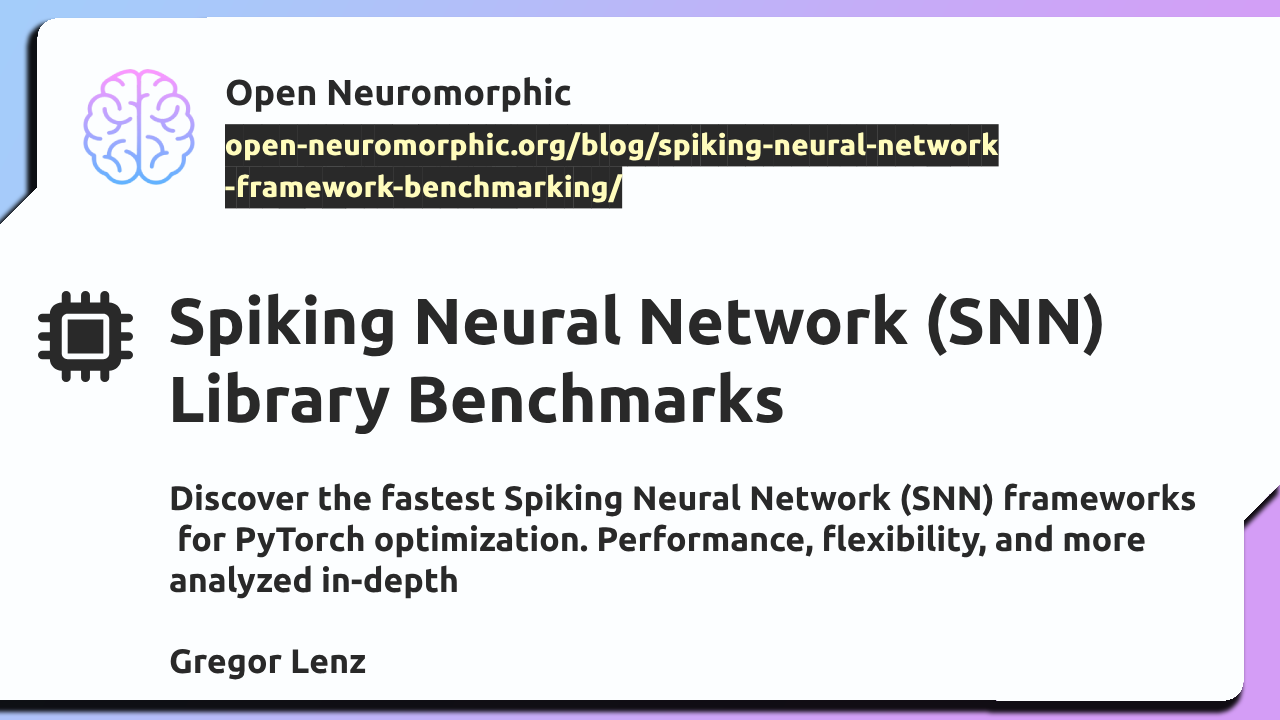 Open Neuromorphic
open-neuromorphic.org/blog/spiking-neural-network
-framework-benchmarking/
Spiking Neural Network (SNN)
Library Benchmarks
Discover the fastest Spiking Neural Network (SNN) frameworks
for PyTorch optimization. Performance, flexibility, and more
analyzed in-depth
Gregor Lenz